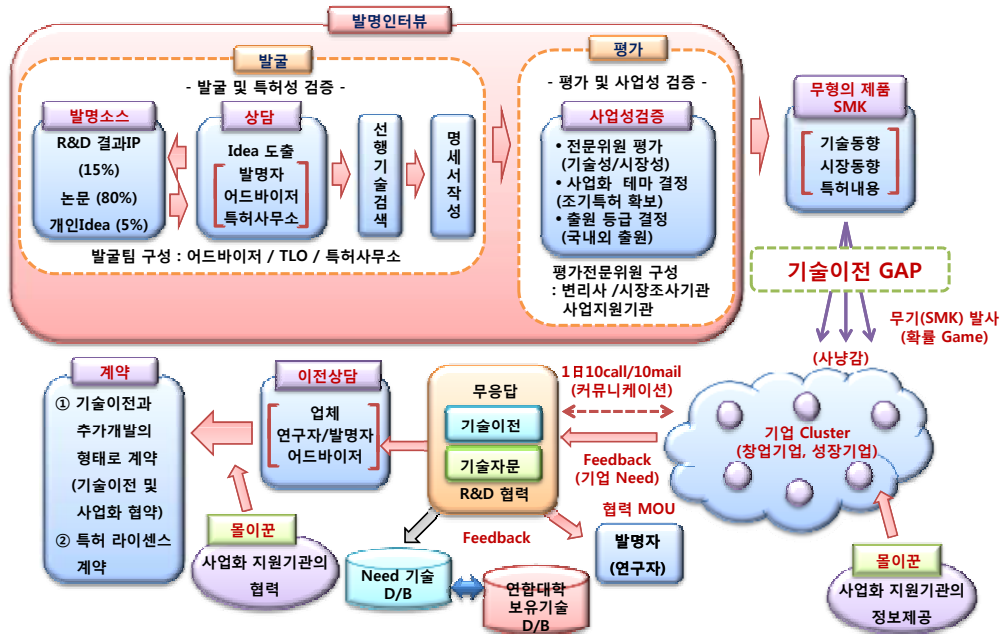 발명인터뷰
발굴
- 발굴 및 특허성 검증 -
발명소스
R&D 결과IP
(15%)
논문 (80%)
개인Idea (5%)
상담
Idea 도출
발명자
어드바이저
특허사무소
선행기술검색
명세서작성
발굴팀 구성 : 어드바이저 / TLO / 특허사무소
평가
- 평가 및 사업성 검증 -
사업성검증
• 전문위원 평가
(기술성/시장성)
• 사업화 테마 결정
(조기특허 확보)
• 출원 등급 결정
(국내외 출원)
평가전문위원 구성
: 변리사 /시장조사기관
사업지원기관
무형의 제품
SMK
기술동향
시장동향
특허내용
기술이전 GAP
무기(SMK) 발사
(확률 Game)
(사냥감)
기업 Cluster
(창업기업, 성장기업)
1日10call/10mail
(커뮤니케이션)
Feedback
(기업 Need)
무응답
기술이전
기술자문
R&D 협력
이전상담
업체
연구자/발명자
어드바이저
계약
① 기술이전과
추가개발의
형태로 계약
(기술이전 및
사업화 협약)
② 특허 라이센스
계약
몰이꾼
사업화 지원기관의
협력
Feedback
협력 MOU
발명자
(연구자)
Need 기술
D/B
연합대학
보유기술
D/B
몰이꾼
사업화 지원기관의
정보제공